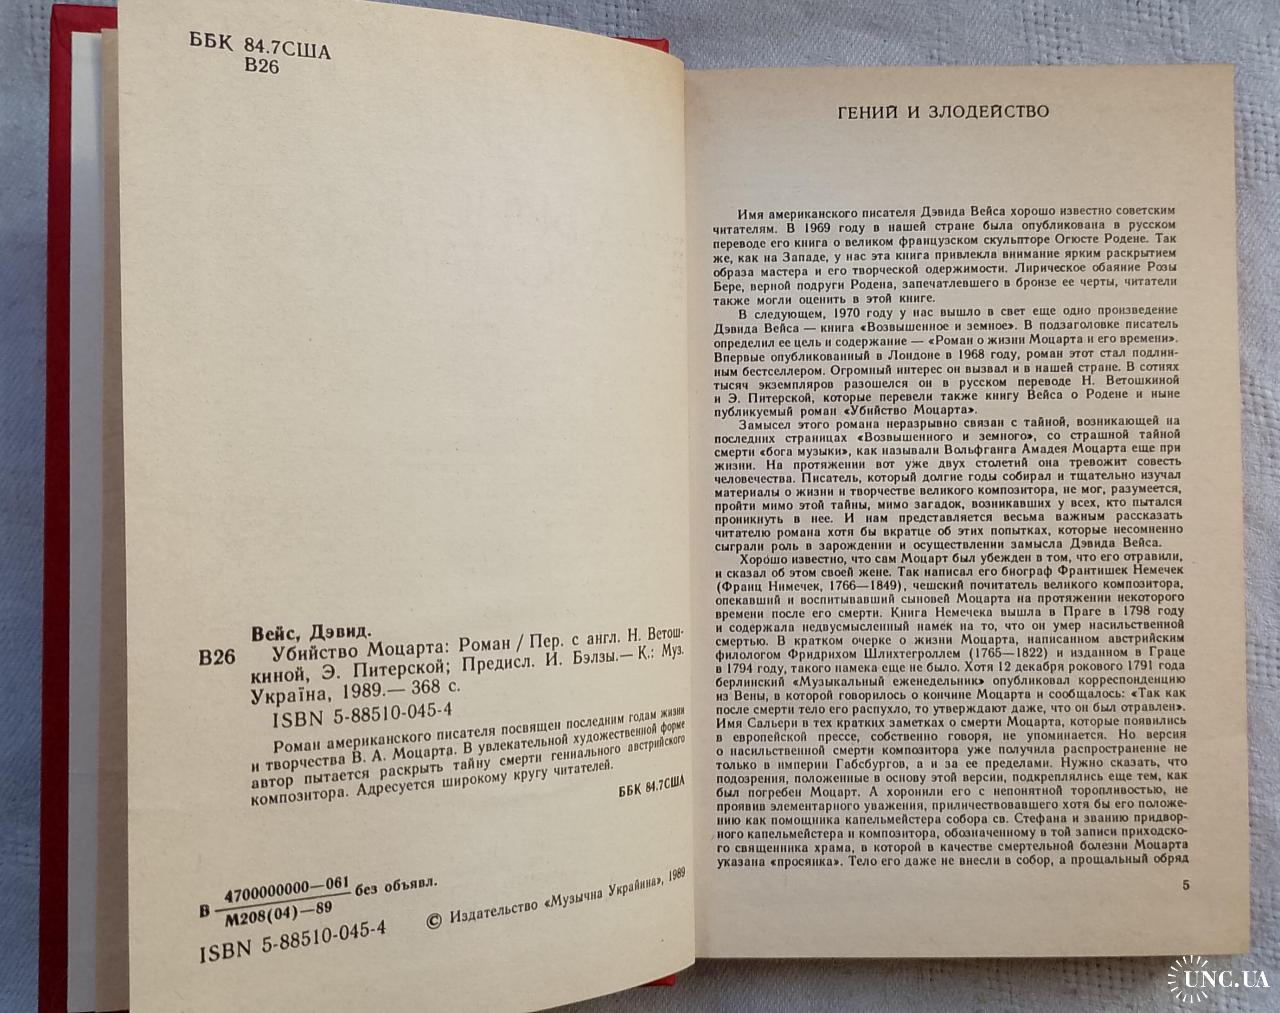 ББК 84.7США
В26
Вейс, Дэвид.
В26
Убийство Моцарта: Роман / Пер. с англ. Н. Ветош-
киной, Э. Питерской; Предисл. И. Бэлзы.— К.: Муз.
Україна, 1989.— 368 с.
ISBN 5-88510-045-4
Роман американского писателя посвящен последним годам жизни
и творчества В. А. Моцарта. В увлекательной художественной форме
автор пытается раскрыть тайну смерти гениального австрийского
композитора. Адресуется широкому кругу читателей.
ББК 84.7США
В 4700000000—061 без объявл.
М208(04)—89
ISBN 5-88510-045-4
© Издательство «Музычна Украйина», 1989
ГЕНИЙ И ЗЛОДЕЙСТВО
Имя американского писателя Дэвида Вейса хорошо известно советским
читателям. В 1969 году в нашей стране была опубликована в русском
переводе его книга о великом французском скульпторе Огюсте Родене. Так
же, как на Западе, у нас эта книга привлекла внимание ярким раскрытием
образа мастера и его творческой одержимости. Лирическое обаяние Розы
Бере, верной подруги Родена, запечатлевшего в бронзе ее черты, читатели
также могли оценить в этой книге.
В следующем, 1970 году у нас вышло в свет еще одно произведение
Дэвида Вейса — книга «Возвышенное и земное». В подзаголовке писатель
определил ее цель и содержание — «Роман о жизни Моцарта и его времени».
Впервые опубликованный в Лондоне в 1968 году, роман этот стал подлин-
ным бестселлером. Огромный интерес он вызвал и в нашей стране. В сотнях
тысяч экземпляров разошелся он в русском переводе Н. Ветошкиной
и Э. Питерской, которые перевели также книгу Вейса о Родене и ныне
публикуемый роман «Убийство Моцарта».
Замысел этого романа неразрывно связан с тайной, возникающей на
последних страницах «Возвышенного и земного», со страшной тайной
смерти «бога музыки», как называли Вольфганга Амадея Моцарта еще при
жизни. На протяжении вот уже двух столетий она тревожит совесть
человечества. Писатель, который долгие годы собирал и тщательно изучал
материалы о жизни и творчестве великого композитора, не мог, разумеется,
пройти мимо этой тайны, мимо загадок, возникавших у всех, кто пытался
проникнуть в нее. И нам представляется весьма важным рассказать
читателю романа хотя бы вкратце об этих попытках, которые несомненно
сыграли роль в зарождении и осуществлении замысла Дэвида Вейса.
Хорошо известно, что сам Моцарт был убежден в том, что его отравили,
и сказал об этом своей жене. Так написал его биограф Франтишек Немечек
(Франц Нимечек, 1766—1849), чешский почитатель великого композитора,
опекавший и воспитывавший сыновей Моцарта на протяжении некоторого
времени после его смерти. Книга Немечека вышла в Праге в 1798 году
и содержала недвусмысленный намек на то, что он умер насильственной
смертью. В кратком очерке о жизни Моцарта, написанном австрийским
филологом Фридрихом Шлихтегроллем (1765—1822) и изданном в Граце
в 1794 году, такого намека еще не было. Хотя 12 декабря рокового 1791 года
берлинский «Музыкальный еженедельник» опубликовал корреспонденцию
из Вены, в которой говорилось о кончине Моцарта и сообщалось: «Так как
после смерти тело его распухло, то утверждают даже, что он был отравлен».
Имя Сальери в тех кратких заметках о смерти Моцарта, которые появились
в европейской прессе, собственно говоря, не упоминается. Но версия
о насильственной смерти композитора уже получила распространение не
только в империи Габсбургов, а и за ее пределами. Нужно сказать, что
подозрения, положенные в основу этой версии, подкреплялись еще тем, как
был погребен Моцарт. А хоронили его с непонятной торопливостью, не
проявив элементарного уважения, приличествовавшего хотя бы его положе-
нию как помощника капельмейстера собора св. Стефана и званию придвор-
ного капельмейстера и композитора, обозначенному в той записи приходско-
го священника храма, в которой в качестве смертельной болезни Моцарта
указана «просянка». Тело его даже не внесли в собор, а прощальный обряд
5
UNC.UA